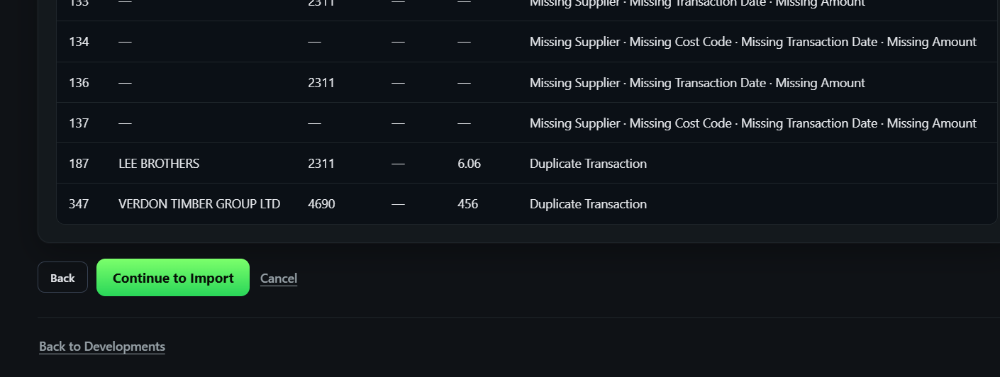 133 — 2311 — — Missing Supplier · Missing Transaction Date · Missing Amount
134 — — — — Missing Supplier · Missing Cost Code · Missing Transaction Date · Missing Amount
136 — 2311 — — Missing Supplier · Missing Transaction Date · Missing Amount
137 — — — — Missing Supplier · Missing Cost Code · Missing Transaction Date · Missing Amount
187 LEE BROTHERS 2311 — 6.06 Duplicate Transaction
347 VERDON TIMBER GROUP LTD 4690 — 456 Duplicate Transaction
Back Continue to Import Cancel
Back to Developments